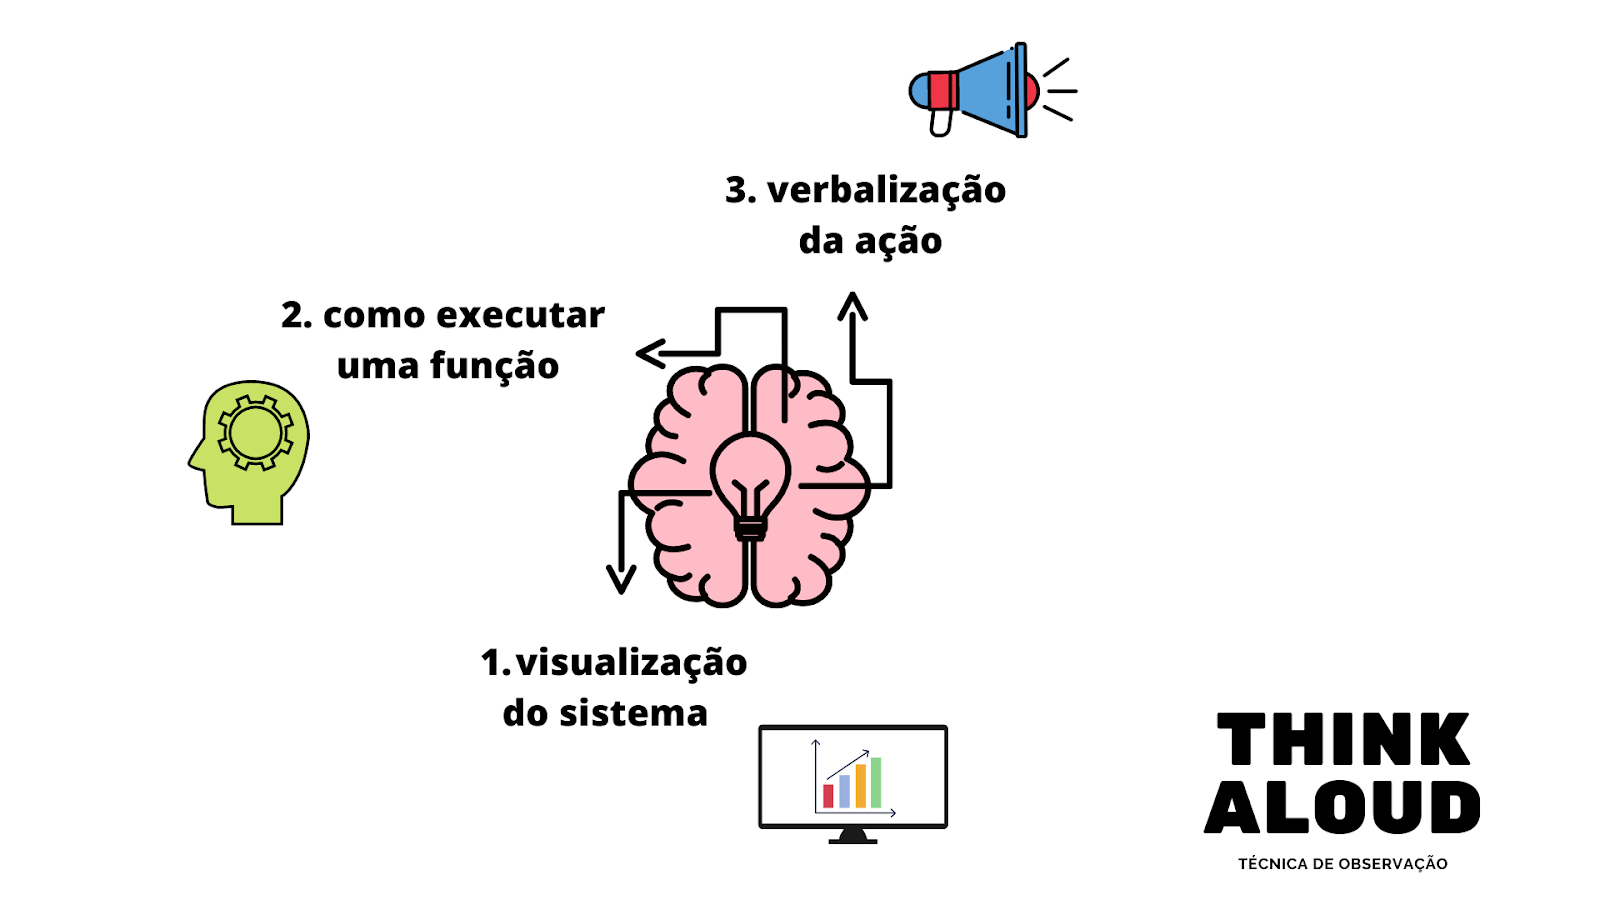 3. verbalização
da ação
2. como executar
uma função
1. visualização
do sistema
THINK
ALOUD
TÉCNICA DE OBSERVAÇÃO